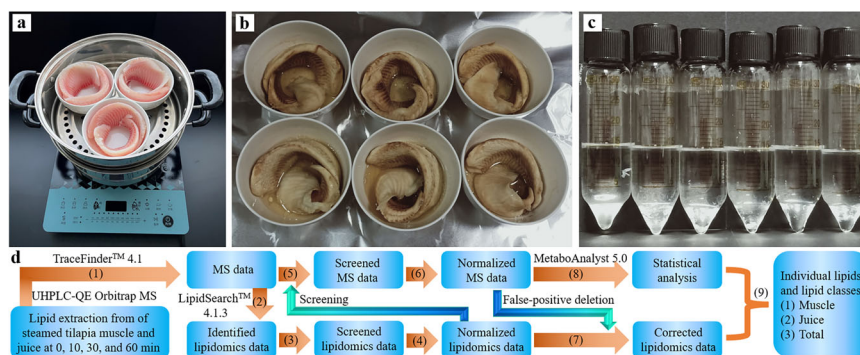 a
b
c
d
TraceFinder™ 4.1
(1)
UHPLC-QE Orbitrap MS
Lipid extraction from of
steamed tilapia muscle and
juice at 0, 10, 30, and 60 min
MS data
LipidSearch™
4.1.3
(2)
Identified
lipidomics data
(5)
Screening
(3)
Screened
MS data
Screened
lipidomics data
(6)
(4)
Normalized
MS data
Normalized
lipidomics data
MetaboAnalyst 5.0
(8)
False-positive deletion
(7)
Statistical
analysis
Corrected
lipidomics data
(9)
Individual lipids
and lipid classes
(1) Muscle
(2) Juice
(3) Total